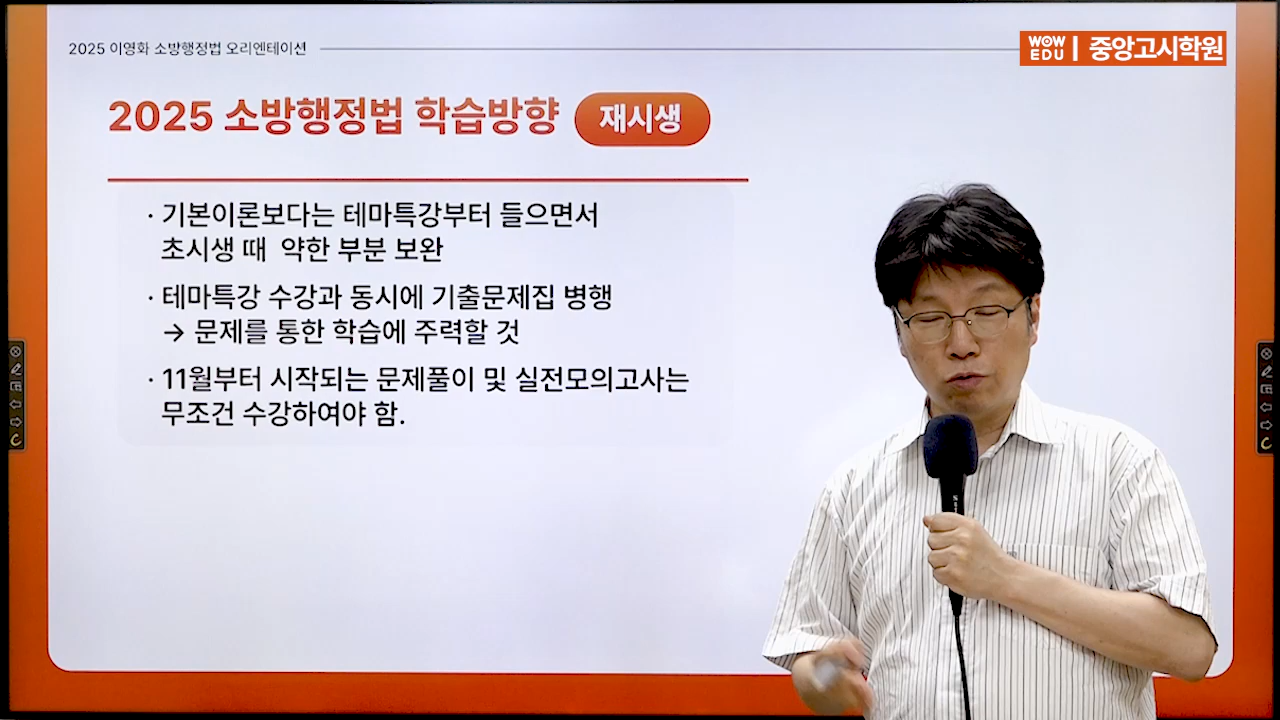 2025 이영화 소방행정법 오리엔테이션
WOW EDU | 중앙고시학원
2025 소방행정법 학습방향 재시생
· 기본이론보다는 테마특강부터 들으면서
초시생 때 약한 부분 보완
· 테마특강 수강과 동시에 기출문제집 병행
→ 문제를 통한 학습에 주력할 것
· 11월부터 시작되는 문제풀이 및 실전모의고사는
무조건 수강하여야 함.